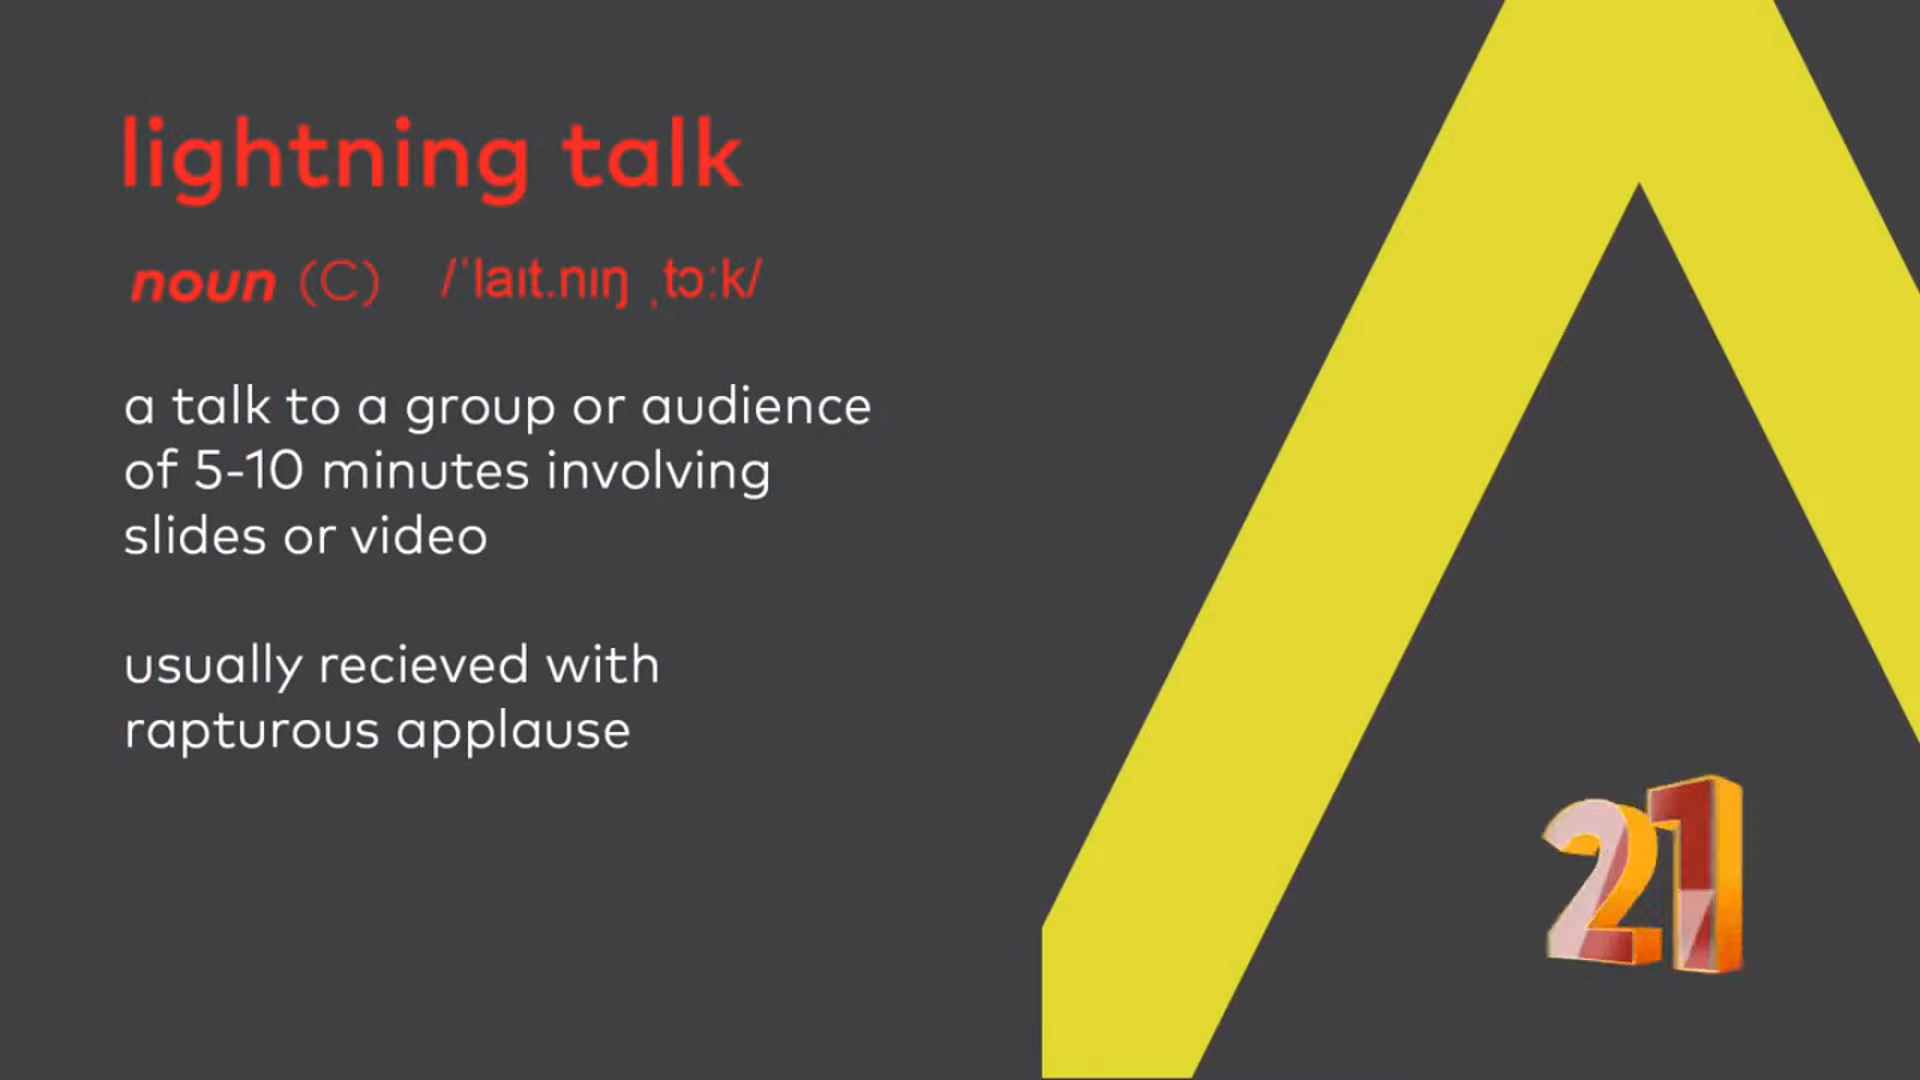 lightning talk
noun (C) /ˈlaɪt.nɪŋ ˌtɔːk/
a talk to a group or audience
of 5-10 minutes involving
slides or video
usually recieved with
rapturous applause
21